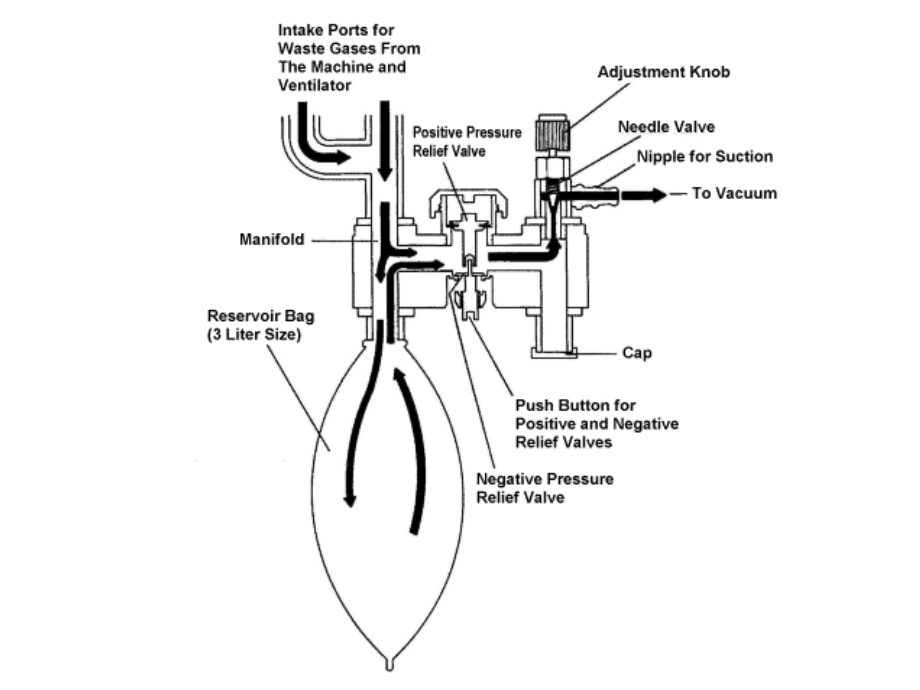 Intake Ports for
Waste Gases From
The Machine and
Ventilator
Adjustment Knob
Positive Pressure
Relief Valve
Needle Valve
Nipple for Suction
To Vacuum
Manifold
Reservoir Bag
(3 Liter Size)
Cap
Push Button for
Positive and Negative
Relief Valves
Negative Pressure
Relief Valve